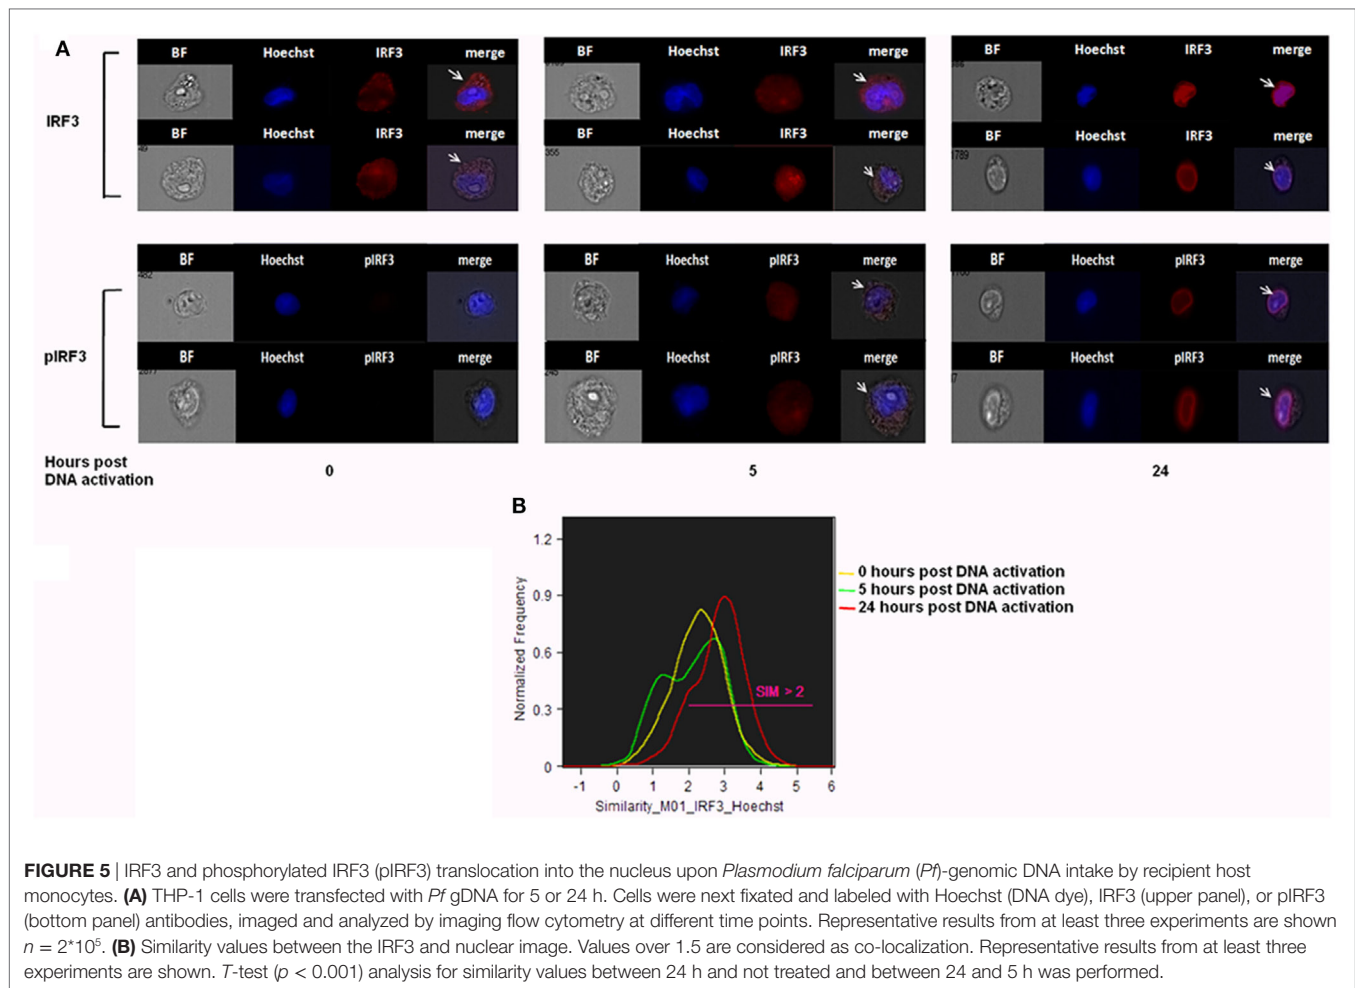 A
BF Hoechst IRF3 merge
BF Hoechst IRF3 merge
BF Hoechst IRF3 merge
IRF3
BF Hoechst IRF3 merge
BF Hoechst IRF3 merge
BF Hoechst IRF3 merge
49
355
1789
BF Hoechst pIRF3 merge
BF Hoechst pIRF3 merge
BF Hoechst pIRF3 merge
482
pIRF3
BF Hoechst pIRF3 merge
BF Hoechst pIRF3 merge
BF Hoechst pIRF3 merge
2877
245
Hours post
DNA activation
0 5 24
B
1.2
0.9
0.6
0.3
0
Normalized Frequency
SIM > 2
-1 0 1 2 3 4 5 6
Similarity_M01_IRF3_Hoechst
0 hours post DNA activation
5 hours post DNA activation
24 hours post DNA activation
FIGURE 5 | IRF3 and phosphorylated IRF3 (pIRF3) translocation into the nucleus upon Plasmodium falciparum (Pf)-genomic DNA intake by recipient host
monocytes. (A) THP-1 cells were transfected with Pf gDNA for 5 or 24 h. Cells were next fixated and labeled with Hoechst (DNA dye), IRF3 (upper panel), or pIRF3
(bottom panel) antibodies, imaged and analyzed by imaging flow cytometry at different time points. Representative results from at least three experiments are shown
n = 2*10⁵. (B) Similarity values between the IRF3 and nuclear image. Values over 1.5 are considered as co-localization. Representative results from at least three
experiments are shown. T-test (p < 0.001) analysis for similarity values between 24 h and not treated and between 24 and 5 h was performed.